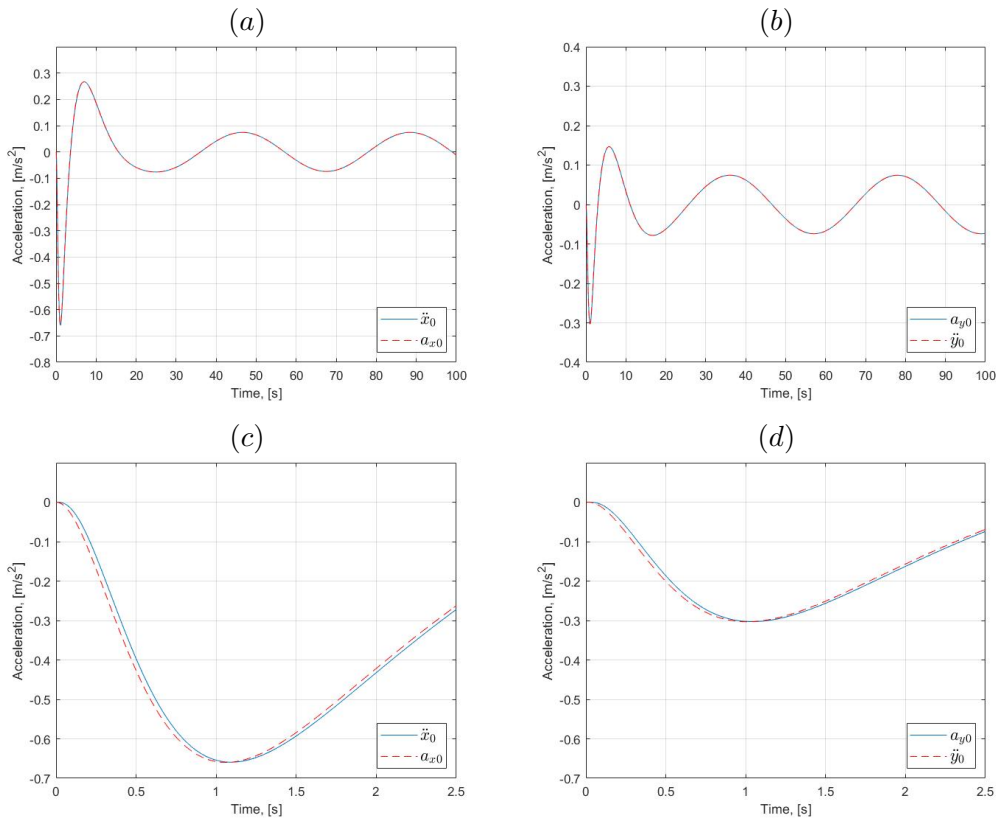 (a)
Acceleration, [m/s²]
0.3
0.2
0.1
0
-0.1
-0.2
-0.3
-0.4
-0.5
-0.6
-0.7
-0.8
0 10 20 30 40 50 60 70 80 90 100
Time, [s]
ẍ₀
aₓ₀
(b)
Acceleration, [m/s²]
0.4
0.3
0.2
0.1
0
-0.1
-0.2
-0.3
-0.4
0 10 20 30 40 50 60 70 80 90 100
Time, [s]
a_{y0}
ÿ₀
(c)
Acceleration, [m/s²]
0
-0.1
-0.2
-0.3
-0.4
-0.5
-0.6
-0.7
0 0.5 1 1.5 2 2.5
Time, [s]
ẍ₀
aₓ₀
(d)
Acceleration, [m/s²]
0
-0.1
-0.2
-0.3
-0.4
-0.5
-0.6
-0.7
0 0.5 1 1.5 2 2.5
Time, [s]
a_{y0}
ÿ₀